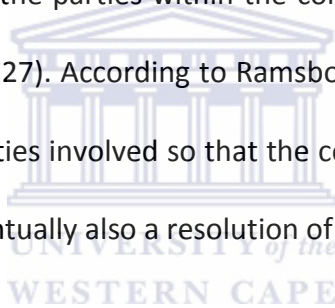 the parties within the co
27). According to Ramsbo
ties involved so that the c
ntually also a resolution of
UNIVERSITY of the
WESTERN CAPE